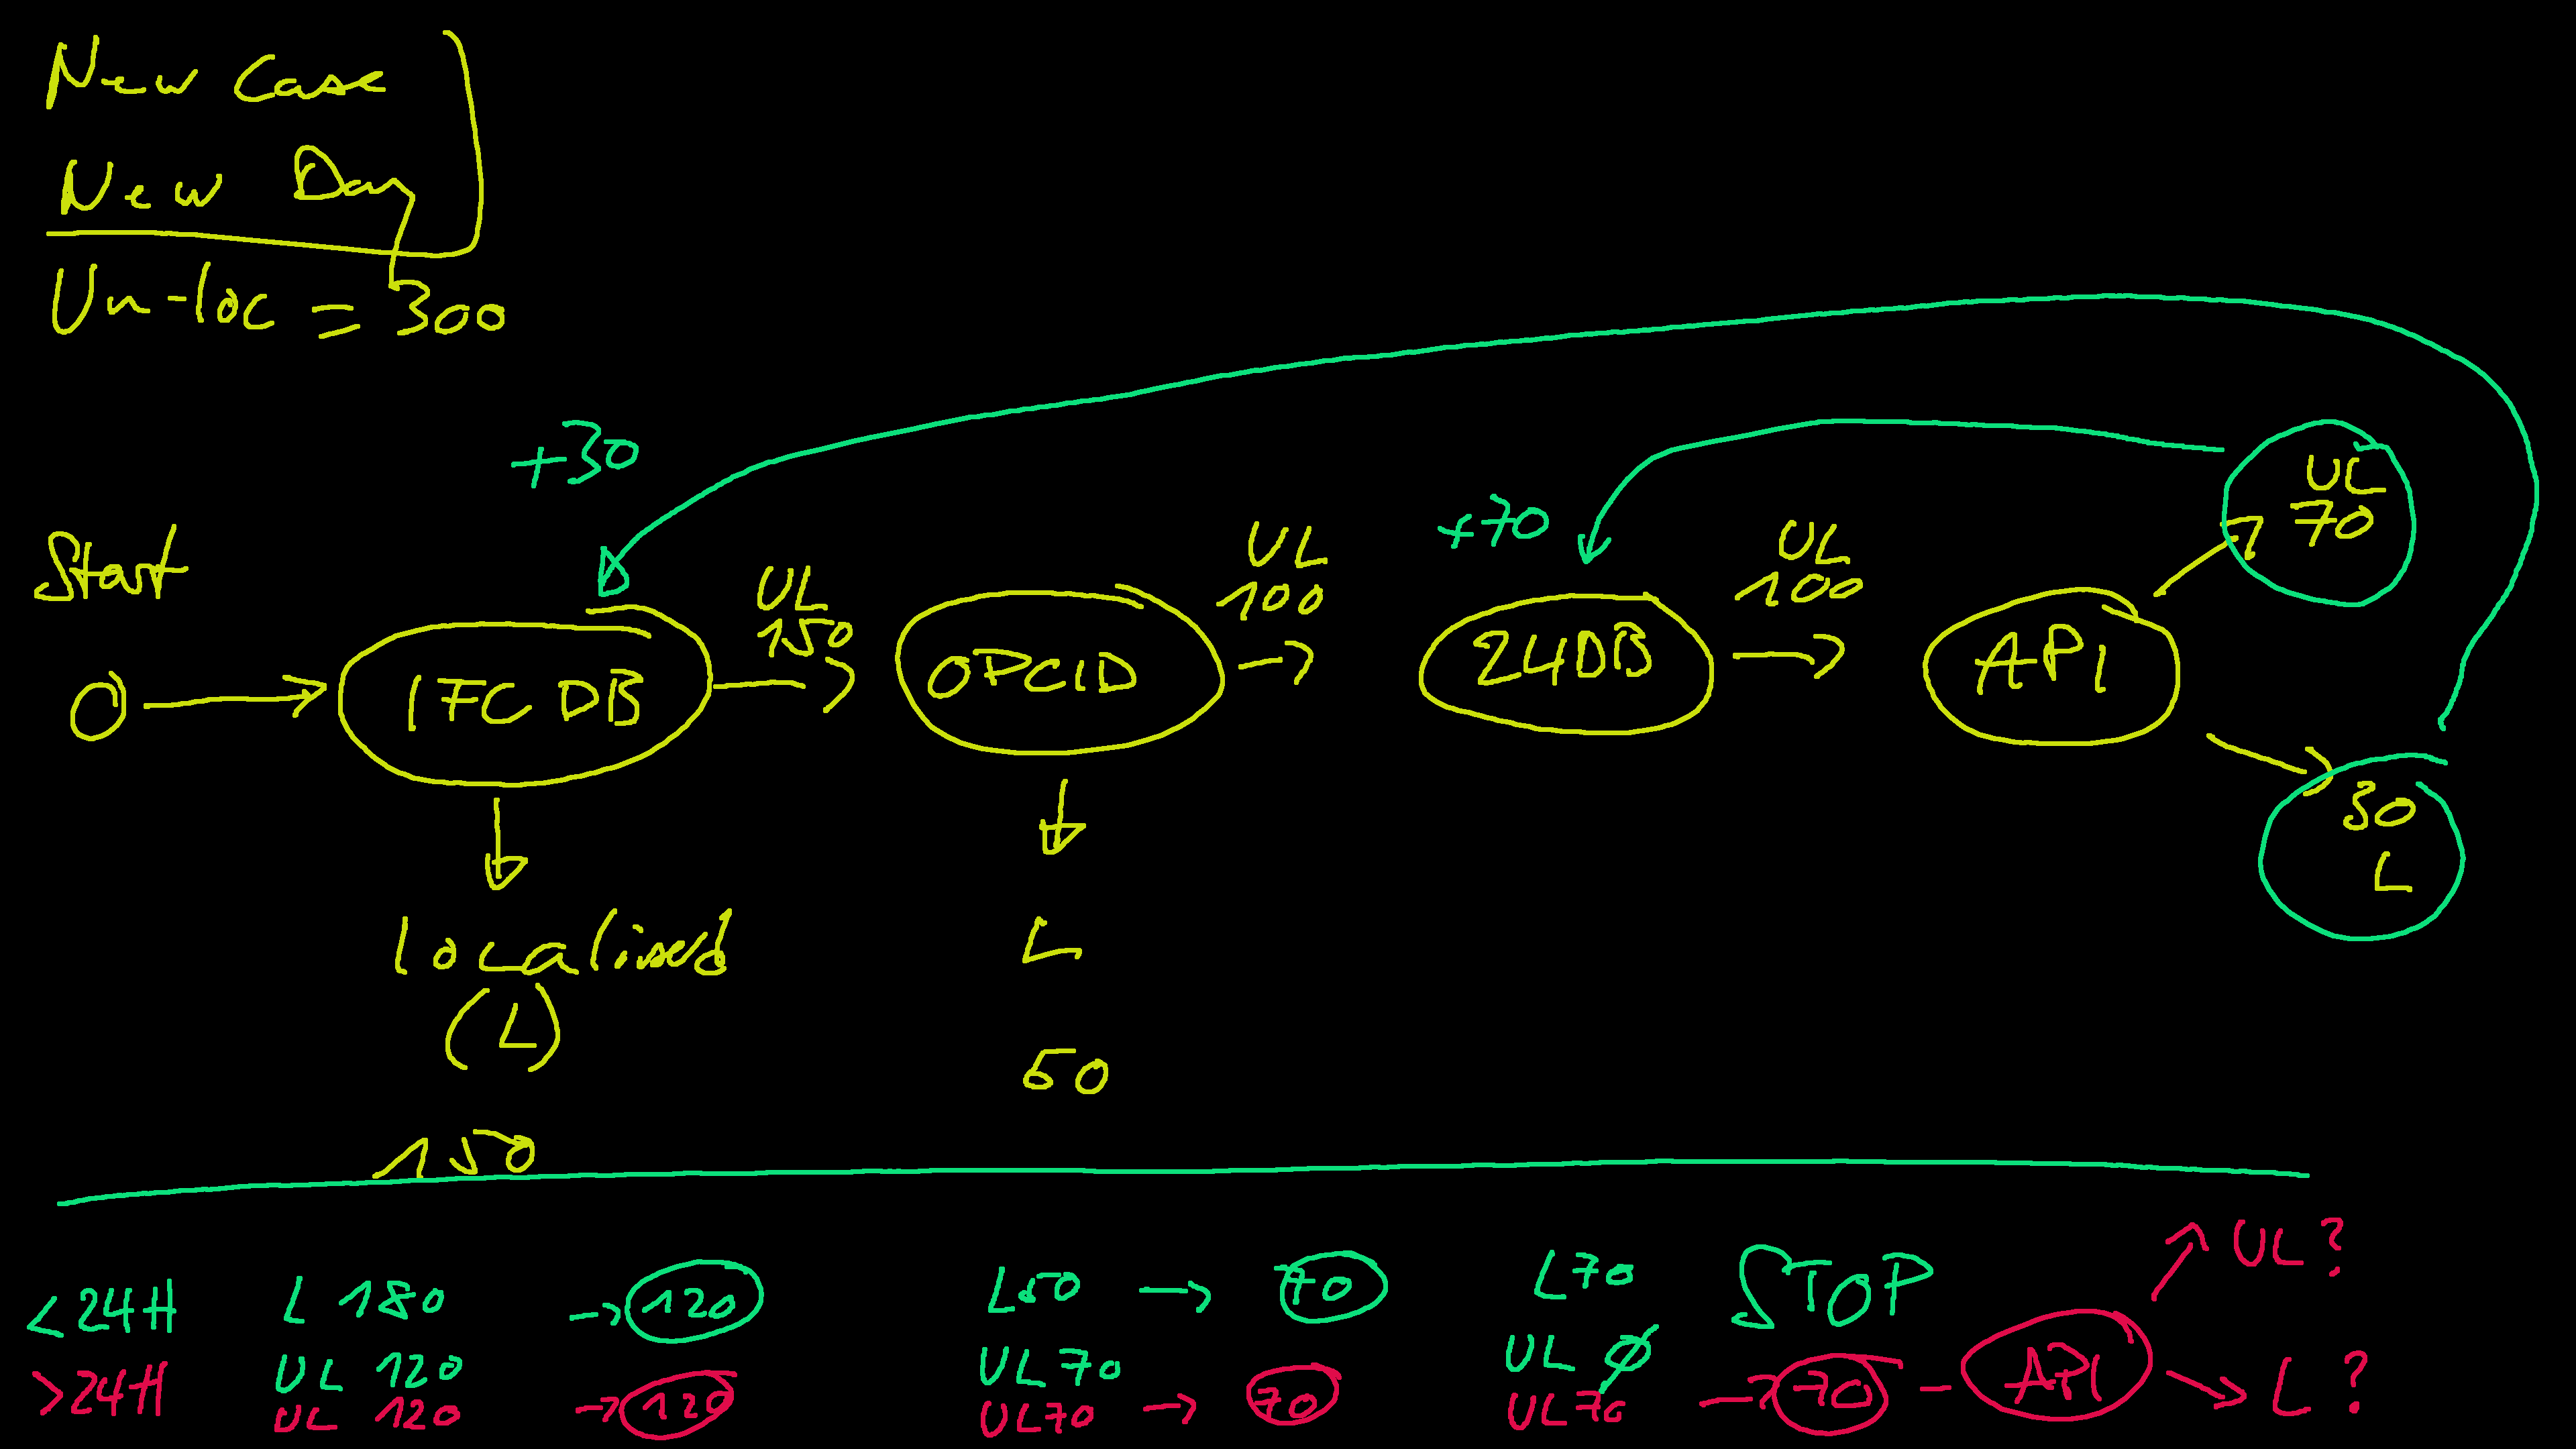 New Case
New Day
Un-loc = 300
+30
Start
O
IFC DB
UL
150
OPCID
UL
100
+70
24DB
UL
100
API
UL
70
30
L
localised
(L)
150
L
50
<24H
L 180
→ 120
L50 → 70
L70
STOP
UL 120
UL70
UL Ø
>24H
UL 120
→ 120
UL70 → 70
UL70 → 70 - API
UL?
L?